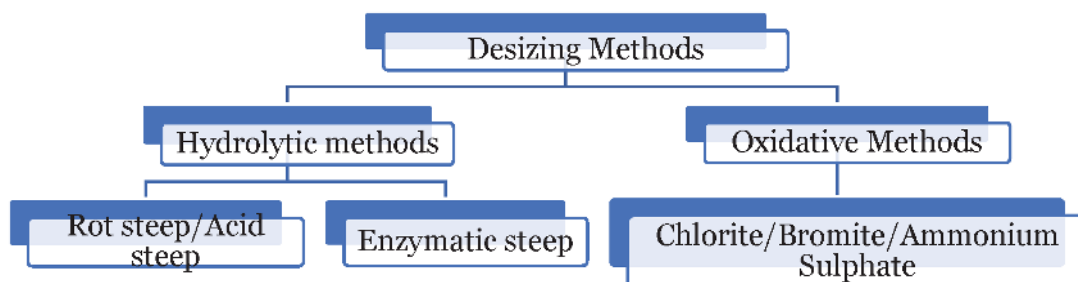 Desizing Methods
Hydrolytic methods
Oxidative Methods
Rot steep/Acid
steep
Enzymatic steep
Chlorite/Bromite/Ammonium
Sulphate